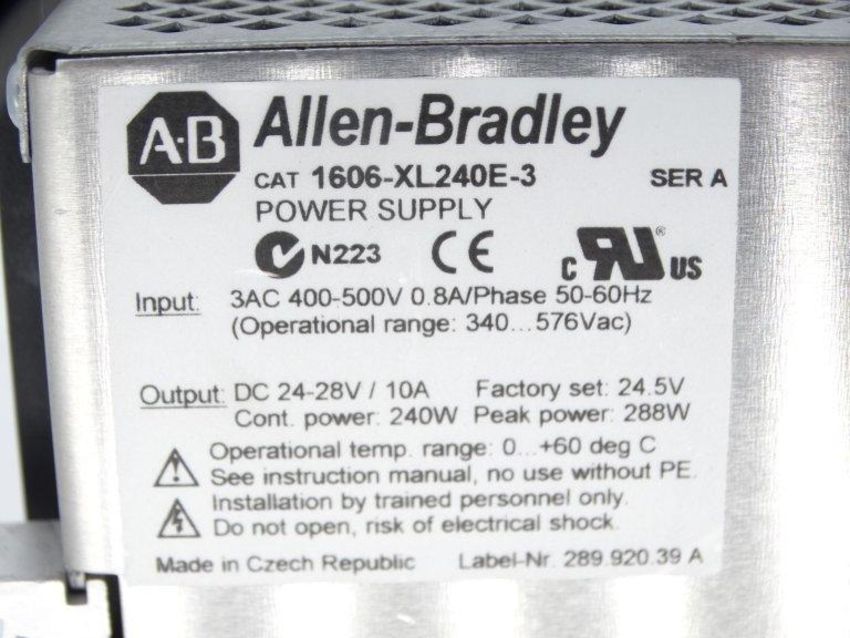 A·B Allen-Bradley
CAT 1606-XL240E-3 SER A
POWER SUPPLY
N223 CE C RU ® US
Input: 3AC 400-500V 0.8A/Phase 50-60Hz
(Operational range: 340...576Vac)
Output: DC 24-28V / 10A Factory set: 24.5V
Cont. power: 240W Peak power: 288W
Operational temp. range: 0...+60 deg C
See instruction manual, no use without PE.
Installation by trained personnel only.
Do not open, risk of electrical shock.
Made in Czech Republic Label-Nr. 289.920.39 A